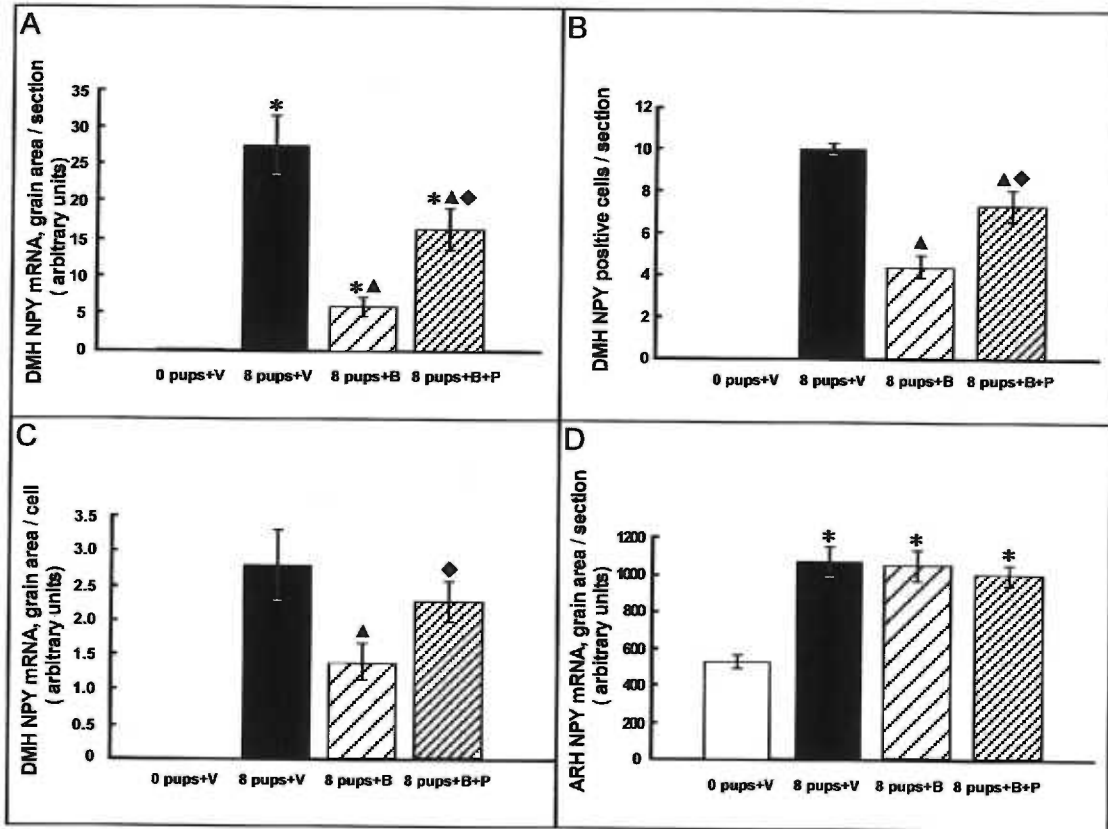 A
DMH NPY mRNA, grain area / section
( arbitrary units)
35
30
25
20
15
10
5
0
*
*▲
*▲◆
0 pups+V 8 pups+V 8 pups+B 8 pups+B+P
B
DMH NPY positive cells / section
12
10
8
6
4
2
0
▲
▲◆
0 pups+V 8 pups+V 8 pups+B 8 pups+B+P
C
DMH NPY mRNA, grain area / cell
( arbitrary units)
3.5
3.0
2.5
2.0
1.5
1.0
0.5
0
▲
◆
0 pups+V 8 pups+V 8 pups+B 8 pups+B+P
D
ARH NPY mRNA, grain area / section
( arbitrary units)
1200
1000
800
600
400
200
0
*
*
*
0 pups+V 8 pups+V 8 pups+B 8 pups+B+P